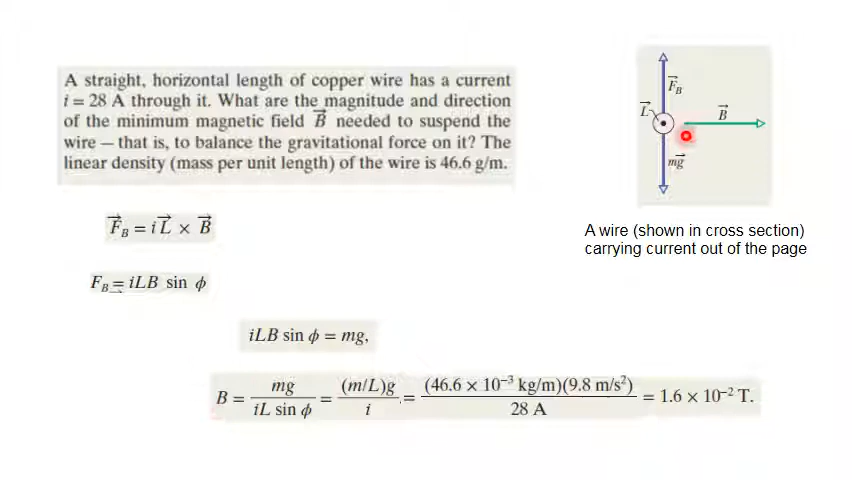 A straight, horizontal length of copper wire has a current
i = 28 A through it. What are the magnitude and direction
of the minimum magnetic field B⃗ needed to suspend the
wire — that is, to balance the gravitational force on it? The
linear density (mass per unit length) of the wire is 46.6 g/m.
F⃗_B
L⃗
B⃗
mg⃗
A wire (shown in cross section)
carrying current out of the page
F⃗_B = iL⃗ × B⃗
F_B = iLB sin ϕ
iLB sin ϕ = mg,
B = mg / (iL sin ϕ) = (m/L)g / i = (46.6 × 10⁻³ kg/m)(9.8 m/s²) / 28 A = 1.6 × 10⁻² T.